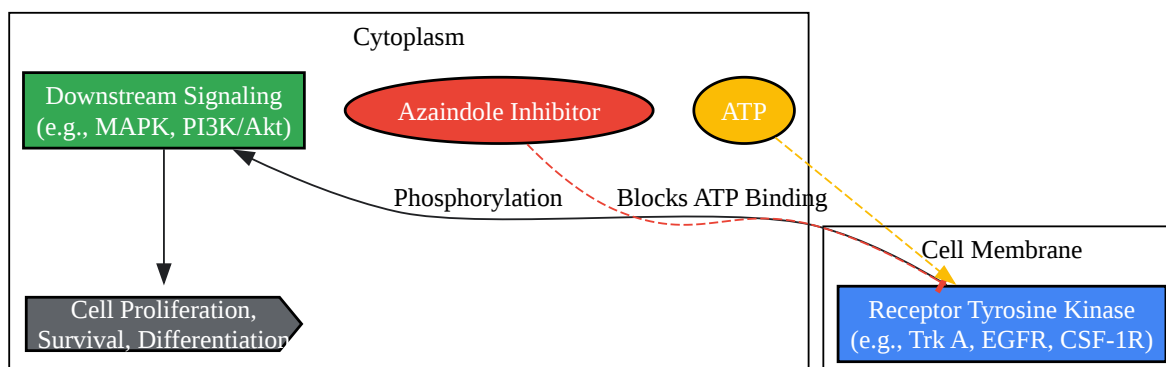 Cytoplasm
Downstream Signaling
(e.g., MAPK, PI3K/Akt)
Azaindole Inhibitor
ATP
Phosphorylation
Blocks ATP Binding
Cell Membrane
Cell Proliferation,
Survival, Differentiation
Receptor Tyrosine Kinase
(e.g., Trk A, EGFR, CSF-1R)